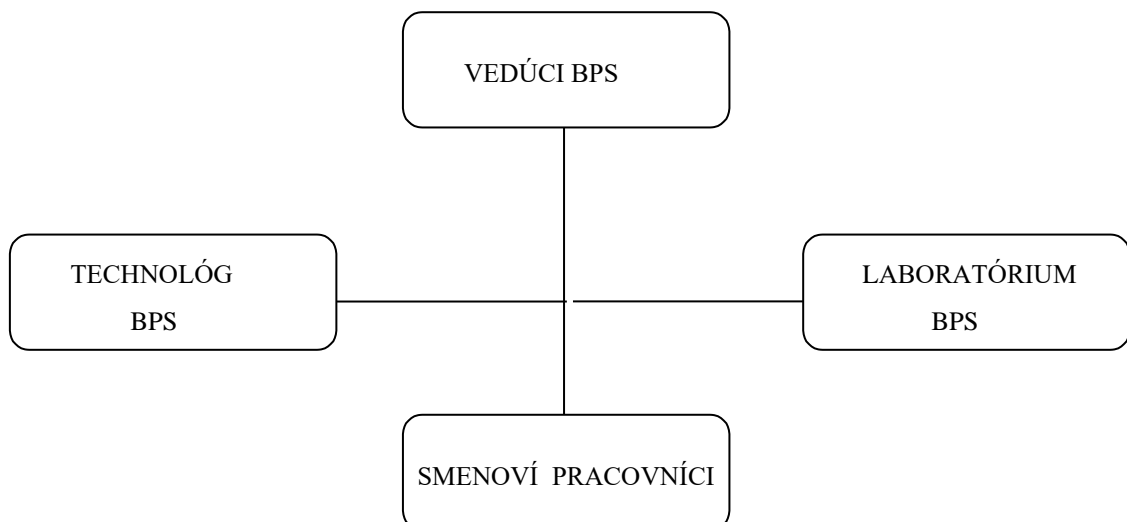 VEDÚCI BPS
TECHNOLÓG
BPS
LABORATÓRIUM
BPS
SMENOVÍ PRACOVNÍCI